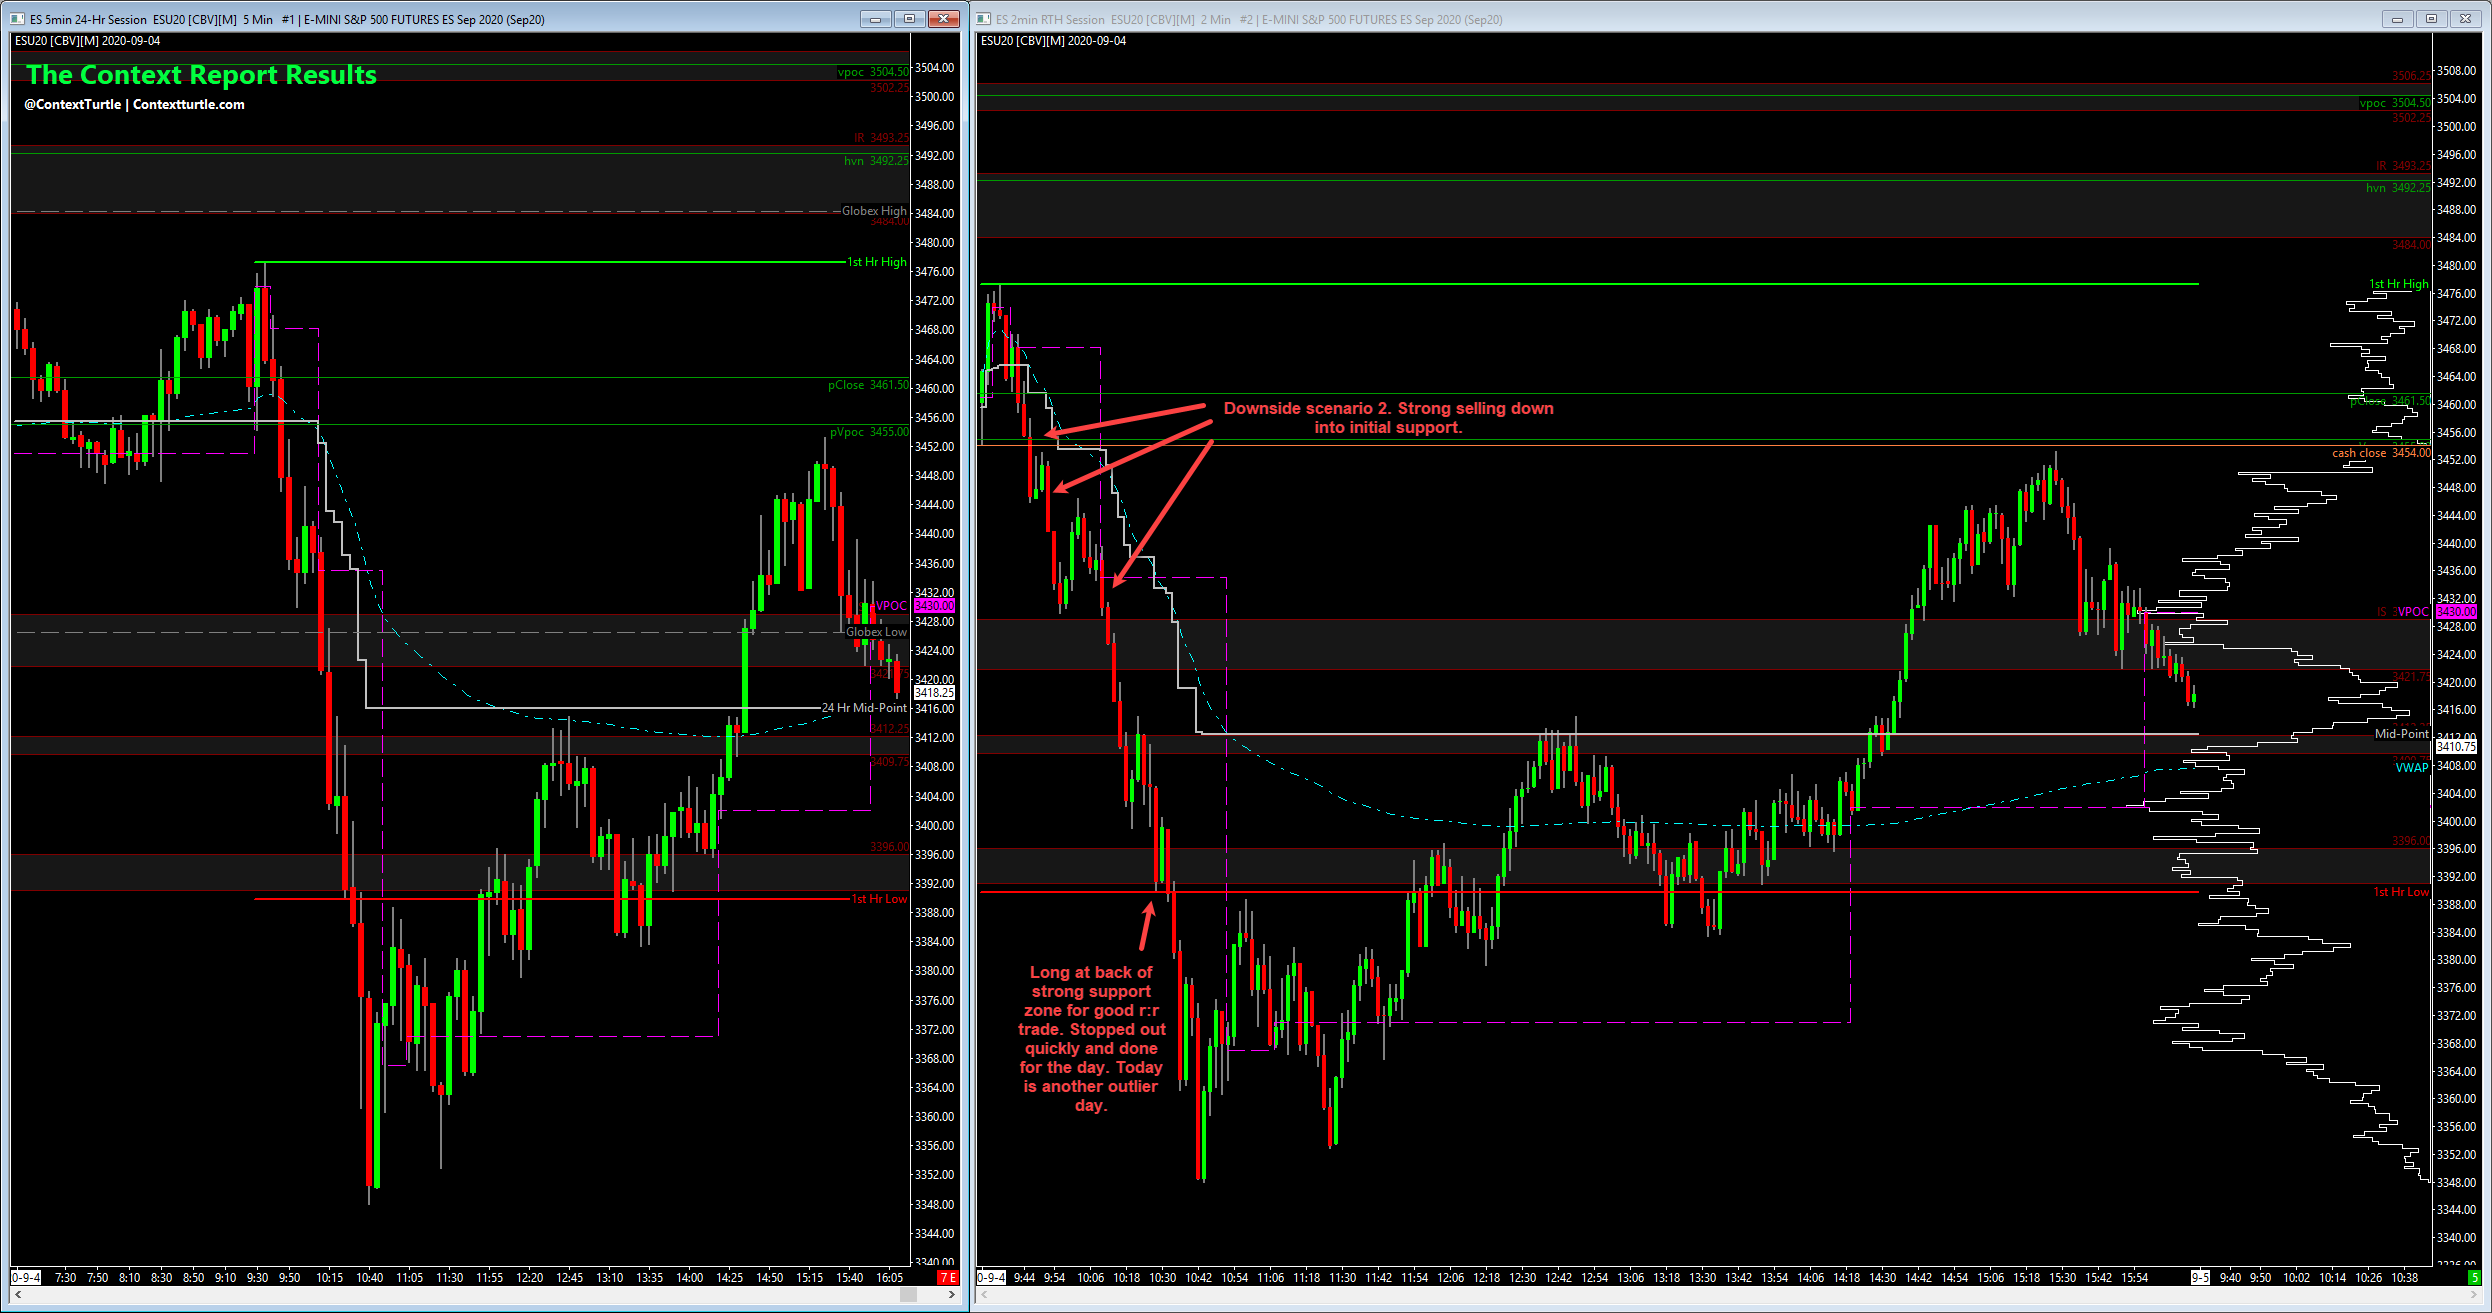 ES 5min 24-Hr Session ESU20 [CBV][M] 5 Min #1 | E-MINI S&P 500 FUTURES ES Sep 2020 (Sep20)
ESU20 [CBV][M] 2020-09-04
The Context Report Results
@ContextTurtle | Contextturtle.com
vpoc 3504.50
3502.25
IR 3493.25
hvn 3492.25
Globex High
3484.00
1st Hr High
pClose 3461.50
pVpoc 3455.00
VPOC 3430.00
Globex Low
3421.75
3418.25
24 Hr Mid-Point
3412.25
3409.75
3396.00
1st Hr Low
3504.00
3500.00
3496.00
3492.00
3488.00
3484.00
3480.00
3476.00
3472.00
3468.00
3464.00
3460.00
3456.00
3452.00
3448.00
3444.00
3440.00
3436.00
3432.00
3428.00
3424.00
3420.00
3416.00
3412.00
3408.00
3404.00
3400.00
3396.00
3392.00
3388.00
3384.00
3380.00
3376.00
3372.00
3368.00
3364.00
3360.00
3356.00
3352.00
3348.00
3344.00
3340.00
0-9-4 7:30 7:50 8:10 8:30 8:50 9:10 9:30 9:50 10:15 10:40 11:05 11:30 11:55 12:20 12:45 13:10 13:35 14:00 14:25 14:50 15:15 15:40 16:05 7 E
ES 2min RTH Session ESU20 [CBV][M] 2 Min #2 | E-MINI S&P 500 FUTURES ES Sep 2020 (Sep20)
ESU20 [CBV][M] 2020-09-04
3506.25
vpoc 3504.50
3502.25
IR 3493.25
hvn 3492.25
3484.00
1st Hr High
pClose 3461.50
cash close 3454.00
Downside scenario 2. Strong selling down
into initial support.
IS VPOC 3430.00
3421.75
Mid-Point
3410.75
VWAP
3396.00
1st Hr Low
Long at back of
strong support
zone for good r:r
trade. Stopped out
quickly and done
for the day. Today
is another outlier
day.
3508.00
3504.00
3500.00
3496.00
3492.00
3488.00
3484.00
3480.00
3476.00
3472.00
3468.00
3464.00
3460.00
3456.00
3452.00
3448.00
3444.00
3440.00
3436.00
3432.00
3428.00
3424.00
3420.00
3416.00
3412.00
3408.00
3404.00
3400.00
3396.00
3392.00
3388.00
3384.00
3380.00
3376.00
3372.00
3368.00
3364.00
3360.00
3356.00
3352.00
3348.00
3344.00
3340.00
0-9-4 9:44 9:54 10:06 10:18 10:30 10:42 10:54 11:06 11:18 11:30 11:42 11:54 12:06 12:18 12:30 12:42 12:54 13:06 13:18 13:30 13:42 13:54 14:06 14:18 14:30 14:42 14:54 15:06 15:18 15:30 15:42 15:54 9-5 9:40 9:50 10:02 10:14 10:26 10:38 5